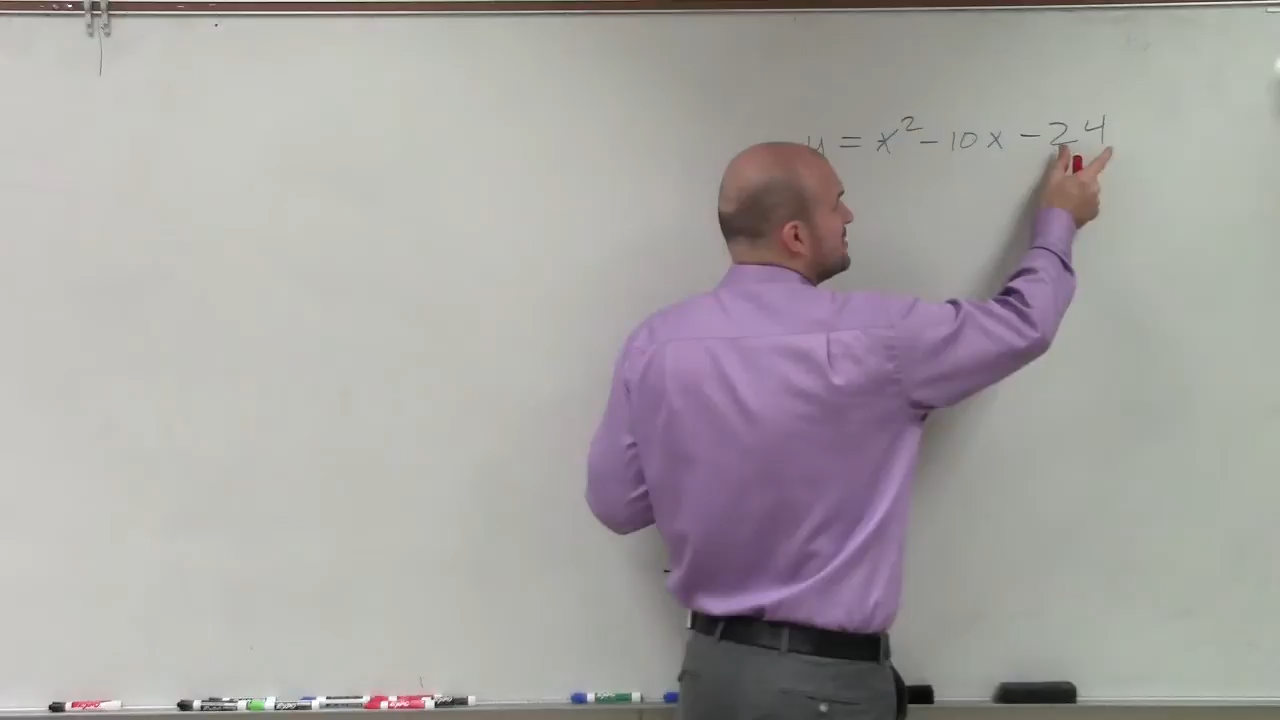 y = x² - 10x - 24